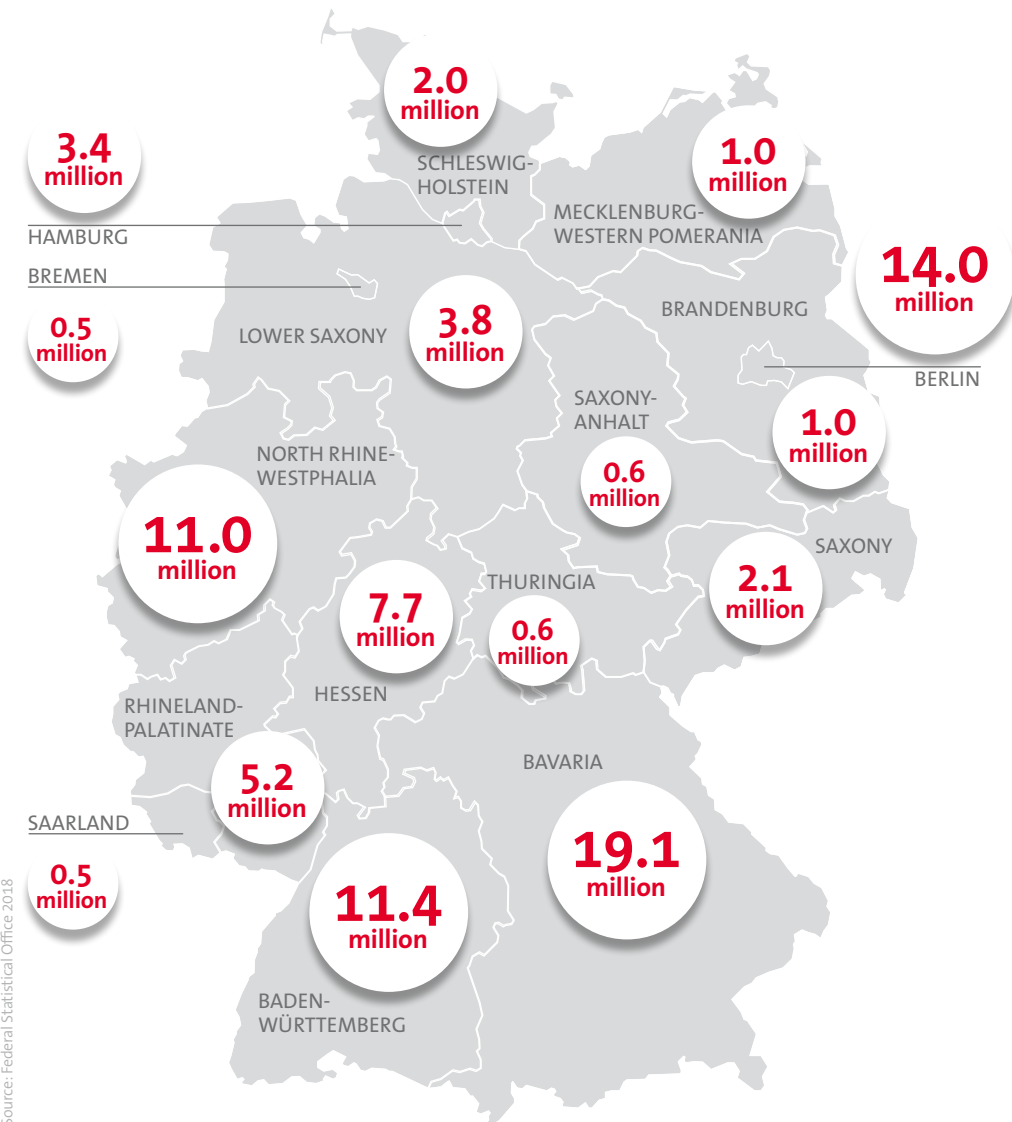 2.0
million
SCHLESWIG-
HOLSTEIN
3.4
million
HAMBURG
1.0
million
MECKLENBURG-
WESTERN POMERANIA
BREMEN
0.5
million
LOWER SAXONY
3.8
million
14.0
million
BERLIN
BRANDENBURG
1.0
million
SAXONY-
ANHALT
0.6
million
NORTH RHINE-
WESTPHALIA
11.0
million
SAXONY
2.1
million
THURINGIA
0.6
million
7.7
million
HESSEN
RHINELAND-
PALATINATE
5.2
million
SAARLAND
0.5
million
BAVARIA
19.1
million
11.4
million
BADEN-
WÜRTTEMBERG
Source: Federal Statistical Office 2018